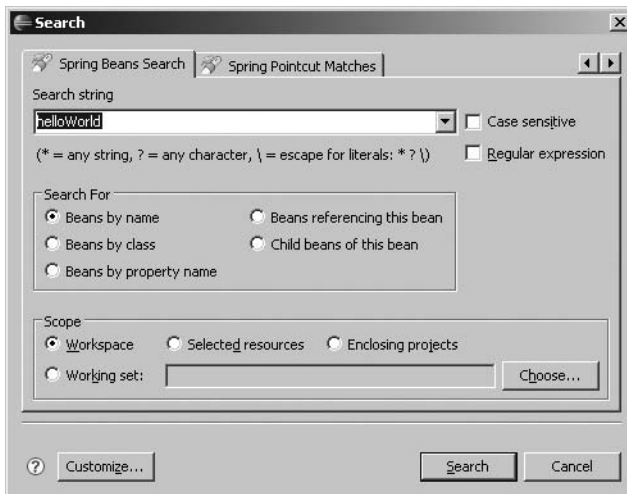 Search
Spring Beans Search Spring Pointcut Matches
Search string
helloWorld Case sensitive
(* = any string, ? = any character, \ = escape for literals: * ? \) Regular expression
Search For
Beans by name Beans referencing this bean
Beans by class Child beans of this bean
Beans by property name
Scope
Workspace Selected resources Enclosing projects
Working set: Choose...
? Customize... Search Cancel